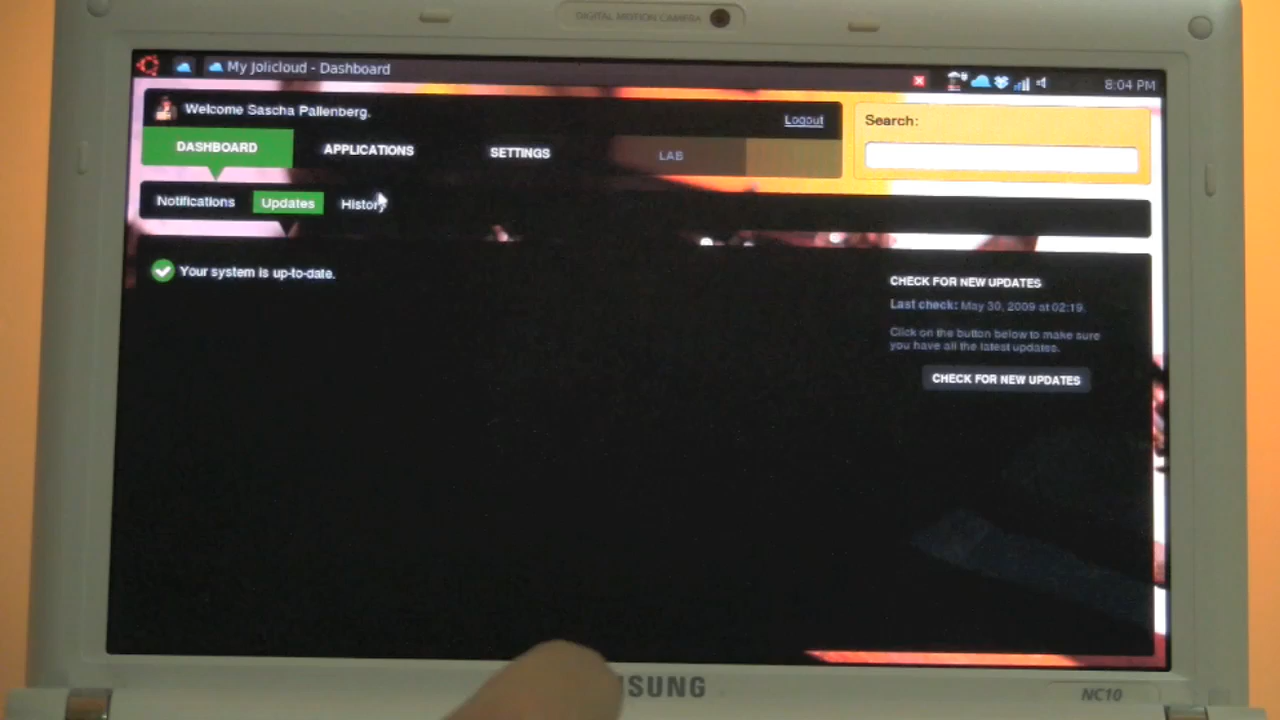 DIGITAL MOTION CAMERA
My Jolicloud - Dashboard
8:04 PM
Welcome Sascha Pallenberg.
Logout
Search:
DASHBOARD
APPLICATIONS
SETTINGS
LAB
Notifications
Updates
History
Your system is up-to-date.
CHECK FOR NEW UPDATES
Last check: May 30, 2009 at 02:19.
Click on the button below to make sure
you have all the latest updates.
CHECK FOR NEW UPDATES
SUNG
NC10